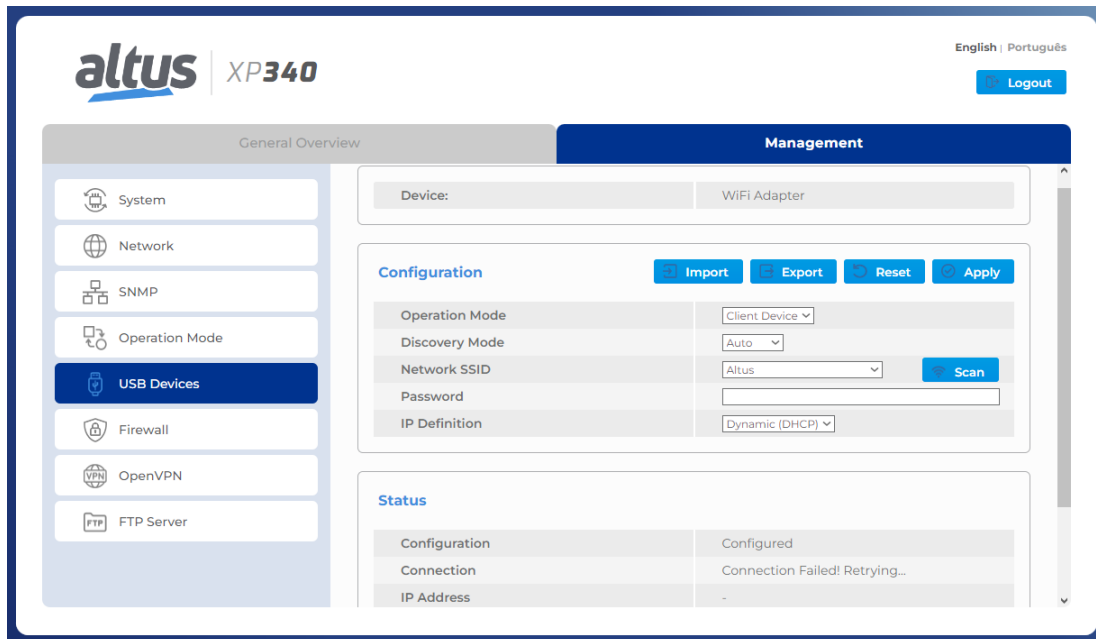 English | Português
altus XP340
Logout
General Overview Management
System
Network
SNMP
Operation Mode
USB Devices
Firewall
VPN OpenVPN
FTP FTP Server
Device: WiFi Adapter
Configuration Import Export Reset Apply
Operation Mode Client Device
Discovery Mode Auto
Network SSID Altus Scan
Password
IP Definition Dynamic (DHCP)
Status
Configuration Configured
Connection Connection Failed! Retrying...
IP Address -